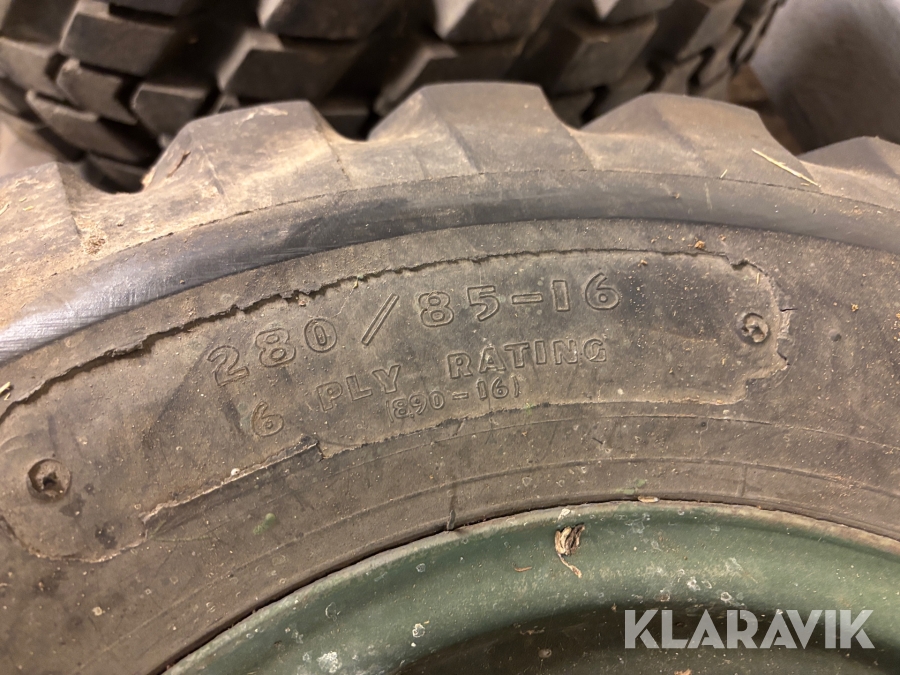 280/85-16
6 PLY RATING
(890-16)
KLARAVIK